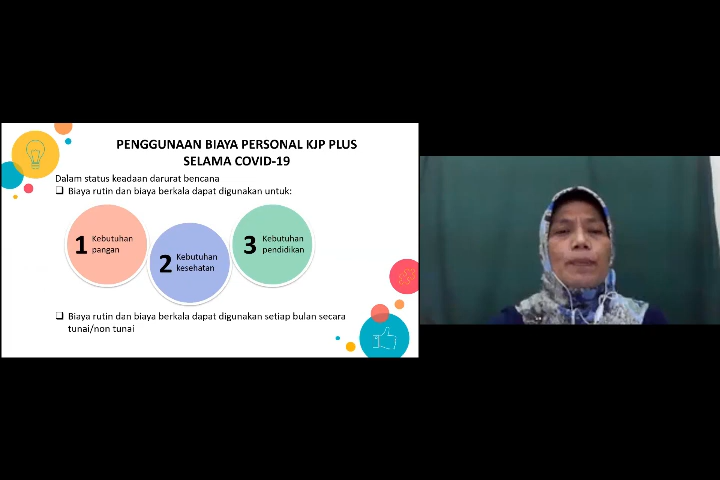 PENGGUNAAN BIAYA PERSONAL KJP PLUS
SELAMA COVID-19
Dalam status keadaan darurat bencana
❑ Biaya rutin dan biaya berkala dapat digunakan untuk:
1 Kebutuhan
pangan
2 Kebutuhan
kesehatan
3 Kebutuhan
pendidikan
❑ Biaya rutin dan biaya berkala dapat digunakan setiap bulan secara
tunai/non tunai